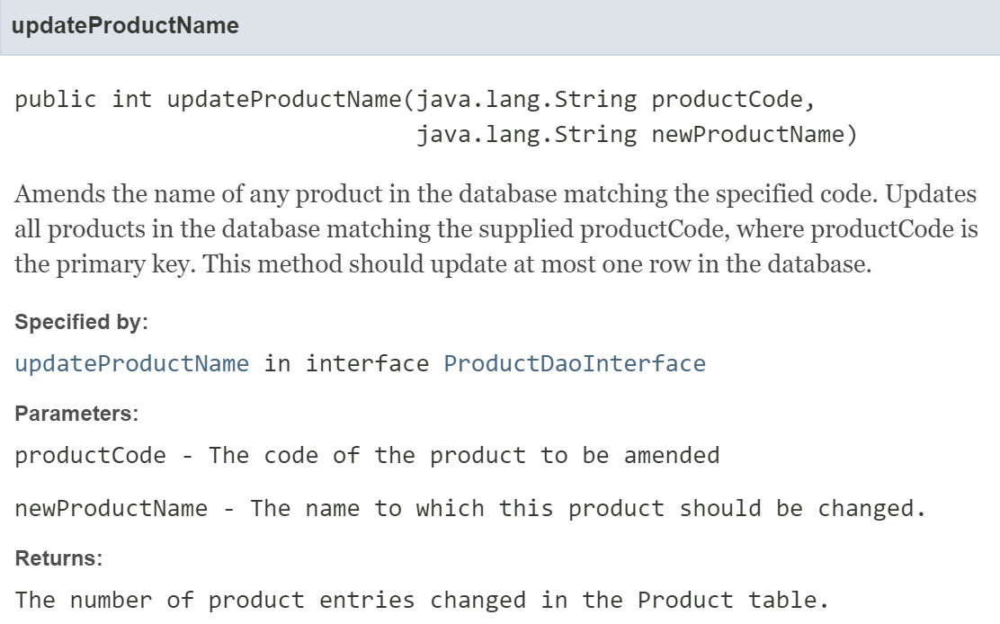 updateProductName
public int updateProductName(java.lang.String productCode,
java.lang.String newProductName)
Amends the name of any product in the database matching the specified code. Updates
all products in the database matching the supplied productCode, where productCode is
the primary key. This method should update at most one row in the database.
Specified by:
updateProductName in interface ProductDaoInterface
Parameters:
productCode - The code of the product to be amended
newProductName - The name to which this product should be changed.
Returns:
The number of product entries changed in the Product table.